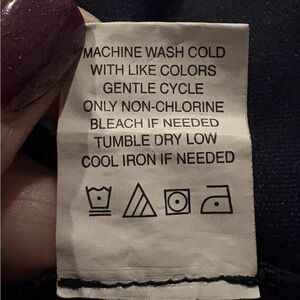 MACHINE WASH COLD
WITH LIKE COLORS
GENTLE CYCLE
ONLY NON-CHLORINE
BLEACH IF NEEDED
TUMBLE DRY LOW
COOL IRON IF NEEDED